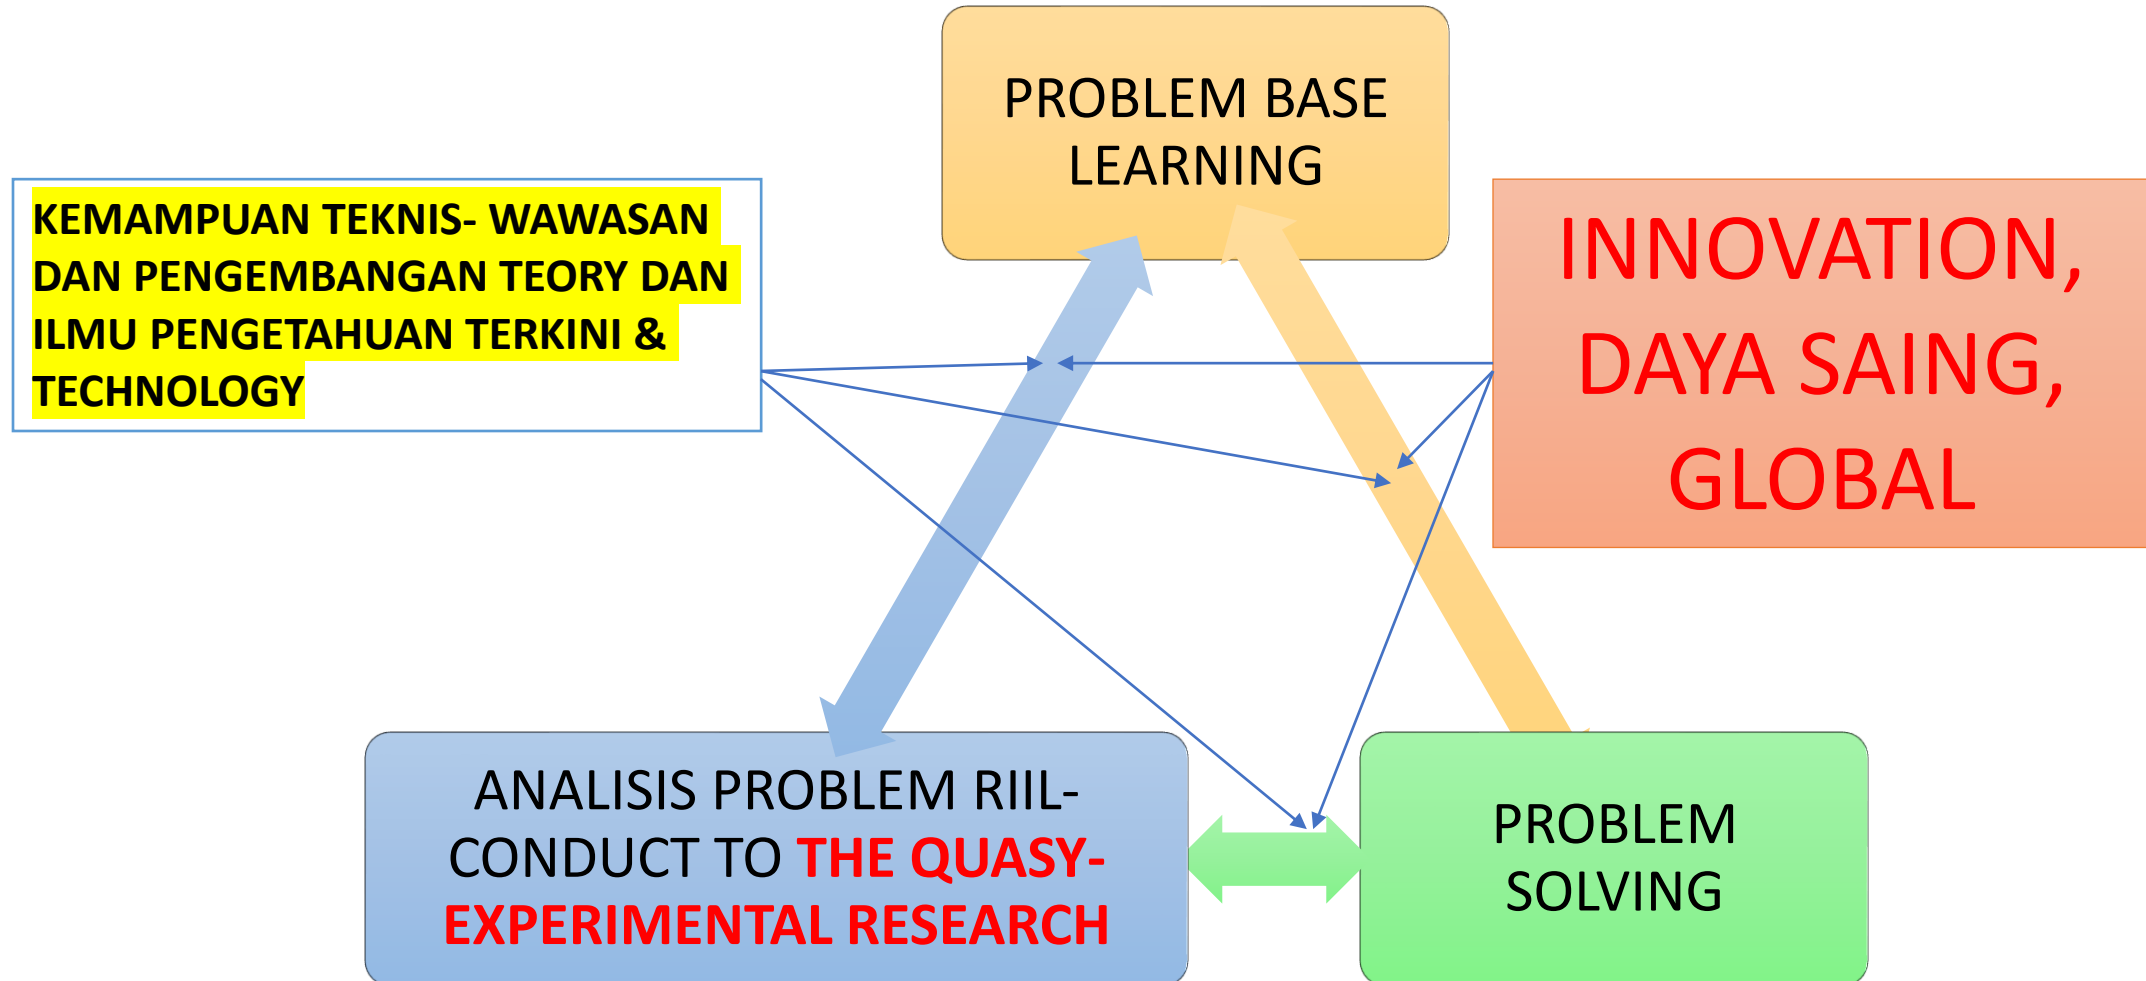 PROBLEM BASE
LEARNING
KEMAMPUAN TEKNIS- WAWASAN
DAN PENGEMBANGAN TEORY DAN
ILMU PENGETAHUAN TERKINI &
TECHNOLOGY
INNOVATION,
DAYA SAING,
GLOBAL
ANALISIS PROBLEM RIIL-
CONDUCT TO THE QUASY-
EXPERIMENTAL RESEARCH
PROBLEM
SOLVING